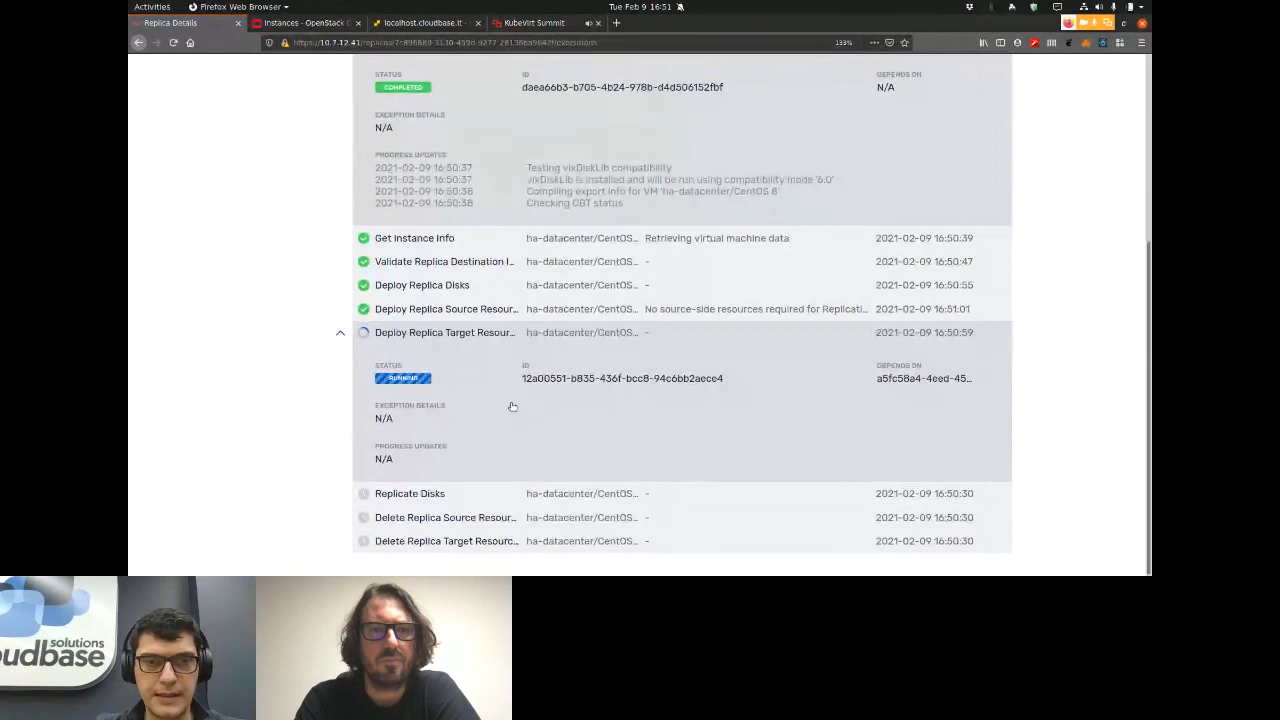 Activities
Firefox Web Browser
Tue Feb 9 16:51
Replica Details
Instances - OpenStack D
localhost.cloudbase.it -
KubeVirt Summit
133%
STATUS
ID
DEPENDS ON
COMPLETED
daea66b3-b705-4b24-978b-d4d506152fbf
N/A
EXCEPTION DETAILS
N/A
PROGRESS UPDATES
2021-02-09 16:50:37 Testing vixDiskLib compatibility
2021-02-09 16:50:37 vixDiskLib is installed and will be run using compatibility mode '6.0'
2021-02-09 16:50:38 Compiling export info for VM 'ha-datacenter/CentOS 8'
2021-02-09 16:50:38 Checking CBT status
Get Instance Info ha-datacenter/CentOS... Retrieving virtual machine data 2021-02-09 16:50:39
Validate Replica Destination I... ha-datacenter/CentOS... - 2021-02-09 16:50:47
Deploy Replica Disks ha-datacenter/CentOS... - 2021-02-09 16:50:55
Deploy Replica Source Resour... ha-datacenter/CentOS... No source-side resources required for Replicati... 2021-02-09 16:51:01
Deploy Replica Target Resour... ha-datacenter/CentOS... - 2021-02-09 16:50:59
STATUS
ID
DEPENDS ON
RUNNING
12a00551-b835-436f-bcc8-94c6bb2aece4
a5fc58a4-4eed-45...
EXCEPTION DETAILS
N/A
PROGRESS UPDATES
N/A
Replicate Disks ha-datacenter/CentOS... - 2021-02-09 16:50:30
Delete Replica Source Resour... ha-datacenter/CentOS... - 2021-02-09 16:50:30
Delete Replica Target Resourc... ha-datacenter/CentOS... - 2021-02-09 16:50:30
solutions
oudbase